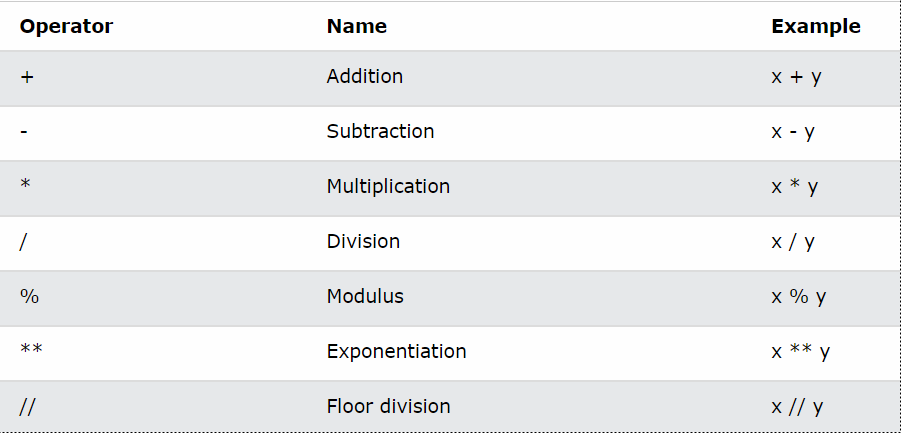 Operator Name Example
+ Addition x + y
- Subtraction x - y
* Multiplication x * y
/ Division x / y
% Modulus x % y
** Exponentiation x ** y
// Floor division x // y